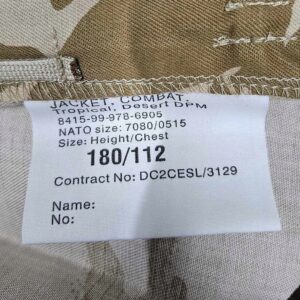 JACKET, COMBAT,
Tropical, Desert DPM
8415-99-978-6905
NATO size: 7080/0515
Size: Height/Chest
180/112
Contract No: DC2CESL/3129
Name:
No: